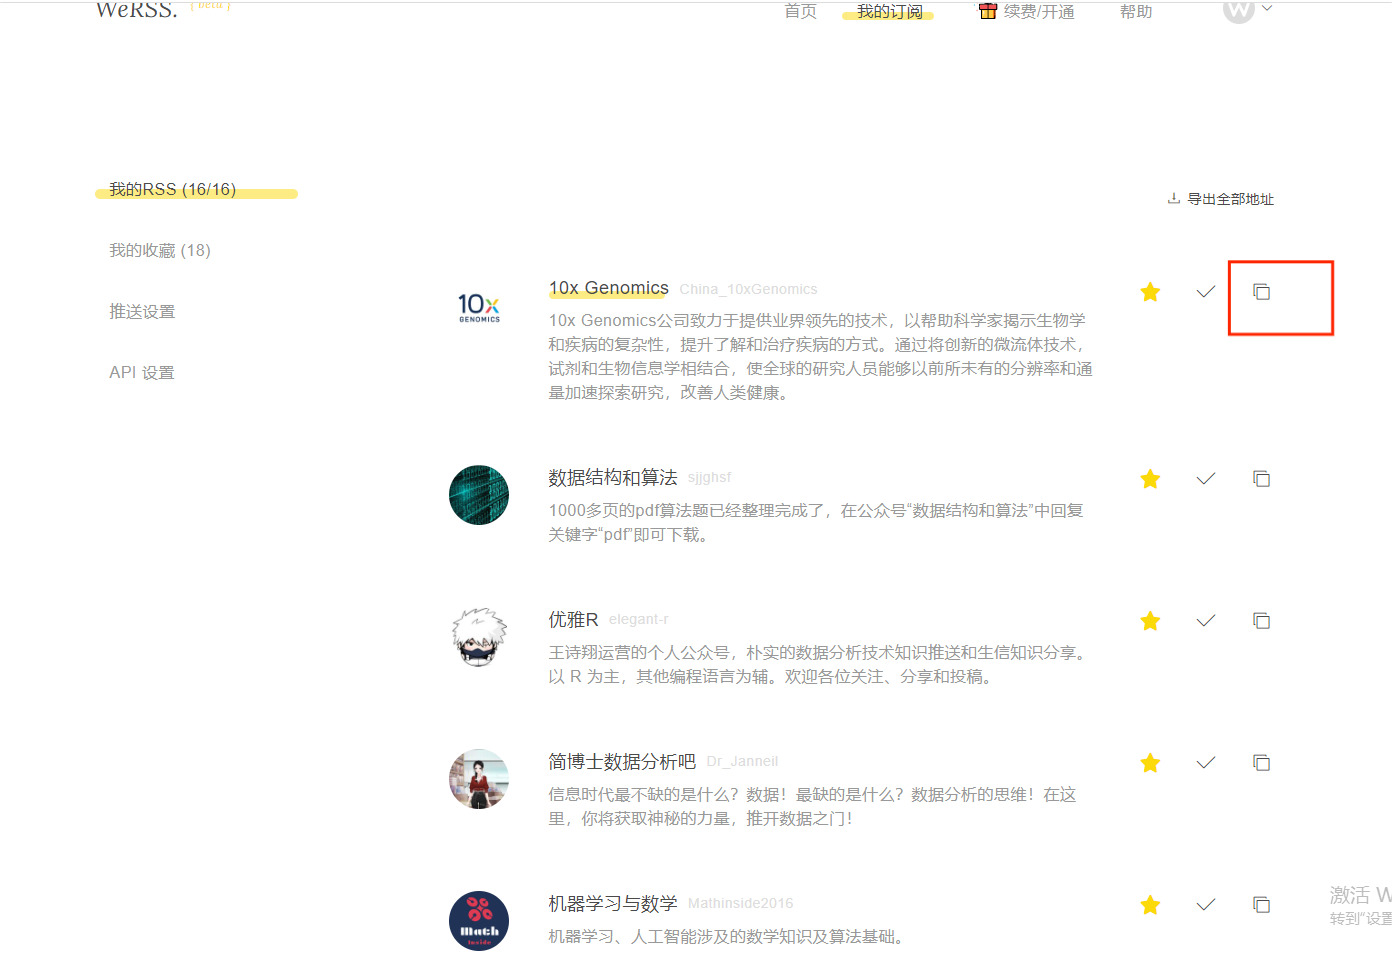 WeRSS.
{beta}
首页
我的订阅
续费/开通
帮助
W
我的RSS (16/16)
导出全部地址
我的收藏 (18)
推送设置
API 设置
10x
GENOMICS
10x Genomics China_10xGenomics
10x Genomics公司致力于提供业界领先的技术，以帮助科学家揭示生物学
和疾病的复杂性，提升了解和治疗疾病的方式。通过将创新的微流体技术，
试剂和生物信息学相结合，使全球的研究人员能够以前所未有的分辨率和通
量加速探索研究，改善人类健康。
数据结构和算法 sjjghsf
1000多页的pdf算法题已经整理完成了，在公众号“数据结构和算法”中回复
关键字“pdf”即可下载。
优雅R elegant-r
王诗翔运营的个人公众号，朴实的数据分析技术知识推送和生信知识分享。
以 R 为主，其他编程语言为辅。欢迎各位关注、分享和投稿。
简博士数据分析吧 Dr_Janneil
信息时代最不缺的是什么？数据！最缺的是什么？数据分析的思维！在这
里，你将获取神秘的力量，推开数据之门！
Math
Inside
机器学习与数学 Mathinside2016
机器学习、人工智能涉及的数学知识及算法基础。
激活 W
转到“设置